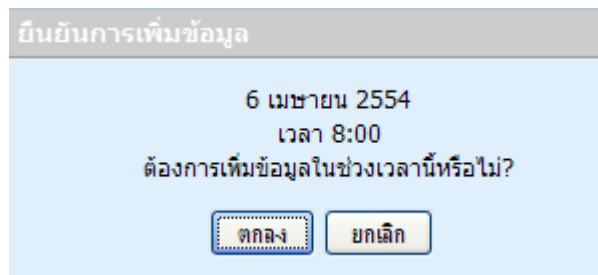 ยืนยันการเพิ่มข้อมูล
6 เมษายน 2554
เวลา 8:00
ต้องการเพิ่มข้อมูลในช่วงเวลานี้หรือไม่?
ตกลง ยกเลิก